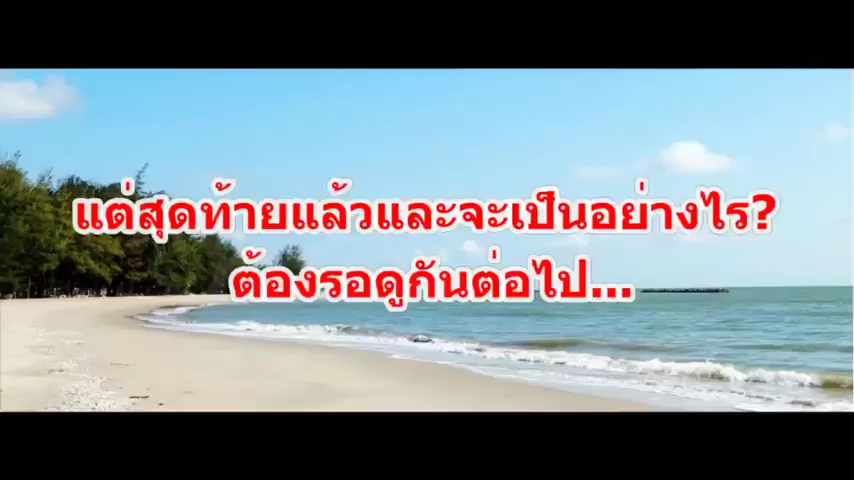 แต่สุดท้ายแล้วและจะเป็นอย่างไร?
ต้องรอดูกันต่อไป...